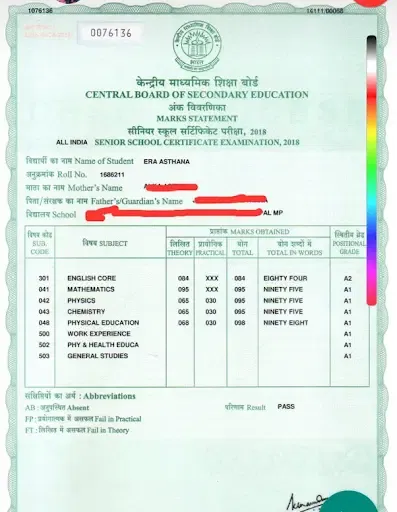 1076136
16111/00068
0076136
केन्द्रीय माध्यमिक शिक्षा बोर्ड
CENTRAL BOARD OF SECONDARY EDUCATION
अंक विवरणिका
MARKS STATEMENT
सीनियर स्कूल सर्टिफिकेट परीक्षा, 2018
ALL INDIA SENIOR SCHOOL CERTIFICATE EXAMINATION, 2018
विद्यार्थी का नाम Name of Student ERA ASTHANA
अनुक्रमांक Roll No. 1686211
माता का नाम Mother's Name
पिता/संरक्षक का नाम Father's/Guardian's Name
विद्यालय School AL MP
विषय कोड SUB. CODE विषय SUBJECT प्राप्तांक MARKS OBTAINED स्थितीय ग्रेड POSITIONAL GRADE
लिखित THEORY प्रायोगिक PRACTICAL योग TOTAL योग शब्दों में TOTAL IN WORDS
301 ENGLISH CORE 084 XXX 084 EIGHTY FOUR A2
041 MATHEMATICS 095 XXX 095 NINETY FIVE A1
042 PHYSICS 065 030 095 NINETY FIVE A1
043 CHEMISTRY 065 030 095 NINETY FIVE A1
048 PHYSICAL EDUCATION 068 030 098 NINETY EIGHT A1
500 WORK EXPERIENCE A1
502 PHY & HEALTH EDUCA A1
503 GENERAL STUDIES A1
संक्षिप्तियों का अर्थ : Abbreviations
AB : अनुपस्थित Absent परिणाम Result PASS
FP : प्रयोगात्मक में असफल Fail in Practical
FT : लिखित में असफल Fail in Theory